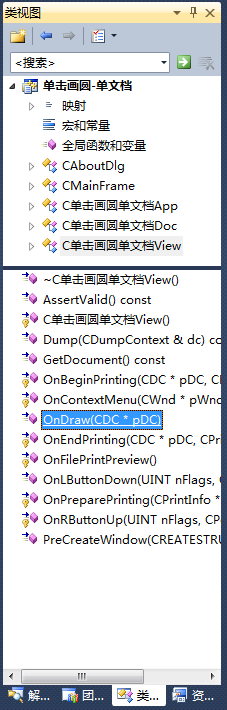 类视图
<搜索>
单击画圆-单文档
映射
宏和常量
全局函数和变量
CAboutDlg
CMainFrame
C单击画圆单文档App
C单击画圆单文档Doc
C单击画圆单文档View
~C单击画圆单文档View()
AssertValid() const
C单击画圆单文档View()
Dump(CDumpContext & dc) co
GetDocument() const
OnBeginPrinting(CDC * pDC, C
OnContextMenu(CWnd * pWnd
OnDraw(CDC * pDC)
OnEndPrinting(CDC * pDC, CPr
OnFilePrintPreview()
OnLButtonDown(UINT nFlags, C
OnPreparePrinting(CPrintInfo *
OnRButtonUp(UINT nFlags, CP
PreCreateWindow(CREATESTRU
解... 团... 类... 资...